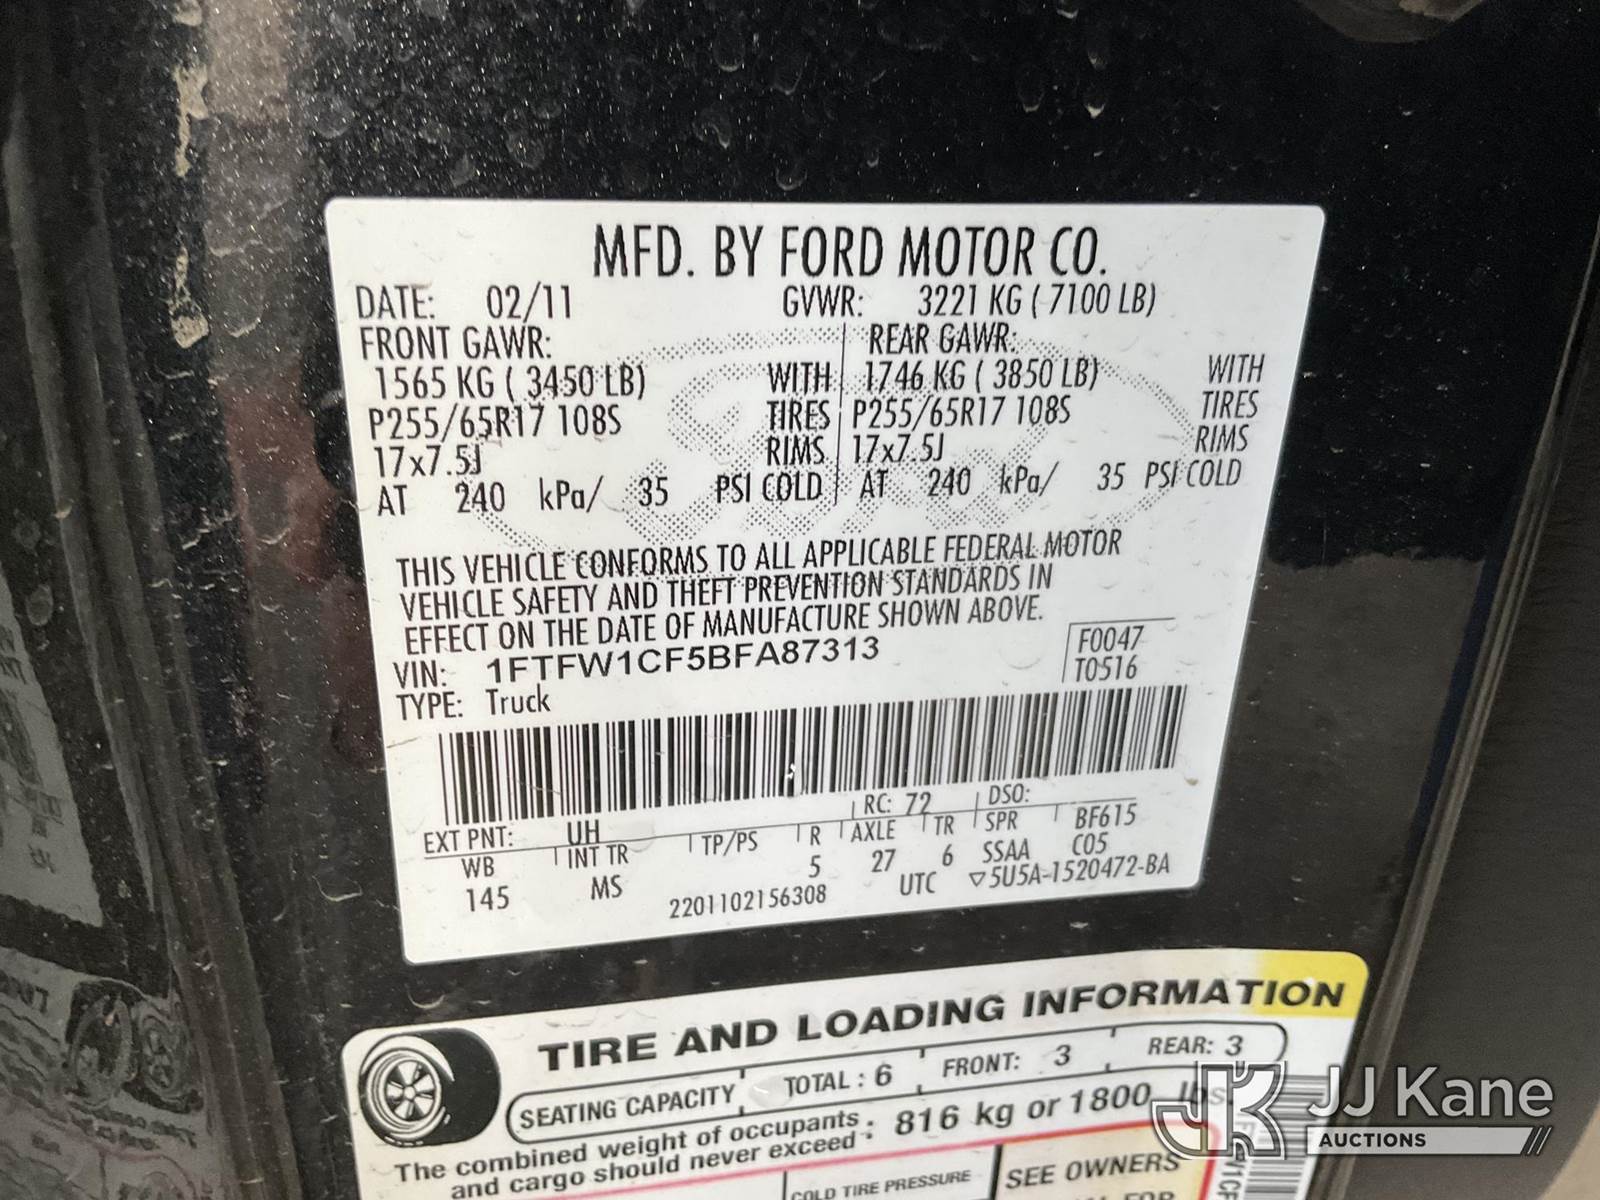 MFD. BY FORD MOTOR CO.
DATE: 02/11 GVWR: 3221 KG ( 7100 LB)
FRONT GAWR: REAR GAWR:
1565 KG ( 3450 LB) WITH 1746 KG ( 3850 LB) WITH
P255/65R17 108S TIRES P255/65R17 108S TIRES
17x7.5J RIMS 17x7.5J RIMS
AT 240 kPa/ 35 PSI COLD AT 240 kPa/ 35 PSI COLD
THIS VEHICLE CONFORMS TO ALL APPLICABLE FEDERAL MOTOR
VEHICLE SAFETY AND THEFT PREVENTION STANDARDS IN
EFFECT ON THE DATE OF MANUFACTURE SHOWN ABOVE.
VIN: 1FTFW1CF5BFA87313 F0047
TYPE: Truck T0516
EXT PNT: UH RC: 72 DSO:
WB INT TR TP/PS R AXLE TR SPR BF615
145 MS 5 27 6 SSAA C05
2201102156308 UTC ▽5U5A-1520472-BA
TIRE AND LOADING INFORMATION
SEATING CAPACITY TOTAL : 6 FRONT: 3 REAR: 3
The combined weight of occupants : 816 kg or 1800 lbs.
and cargo should never exceed
COLD TIRE PRESSURE SEE OWNERS
JJ Kane
AUCTIONS